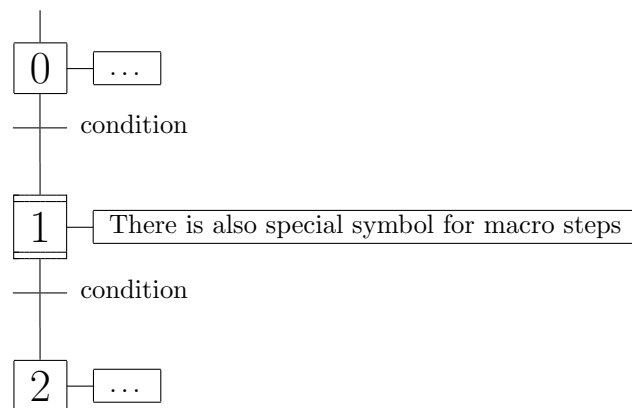 0 ...
condition
1 There is also special symbol for macro steps
condition
2 ...